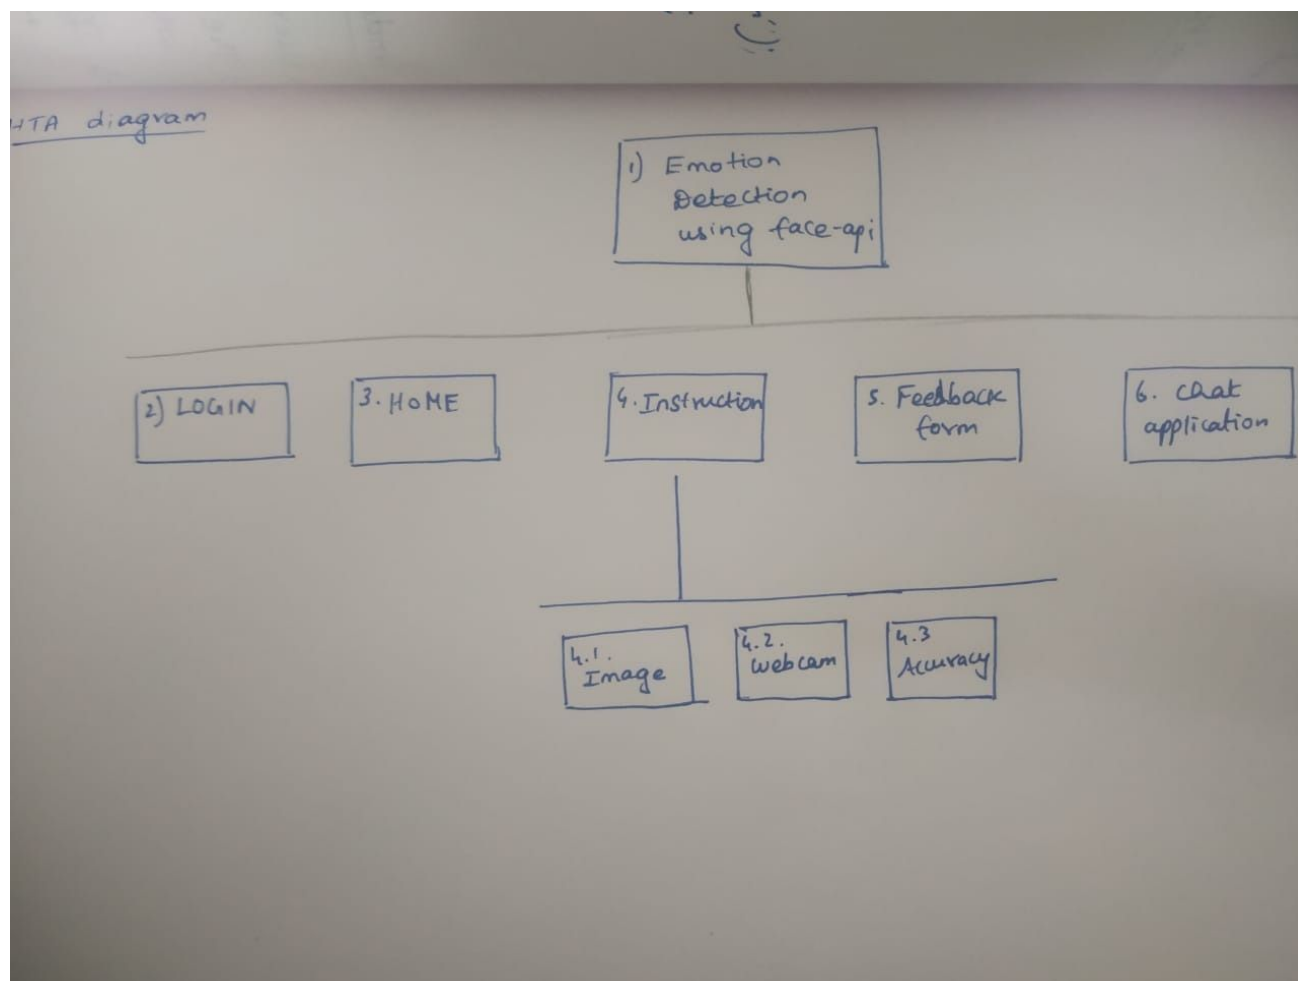 HTA diagram
1) Emotion
Detection
using face-api
2) LOGIN
3. HOME
4. Instruction
5. Feedback
form
6. Chat
application
4.1.
Image
4.2.
Webcam
4.3
Accuracy